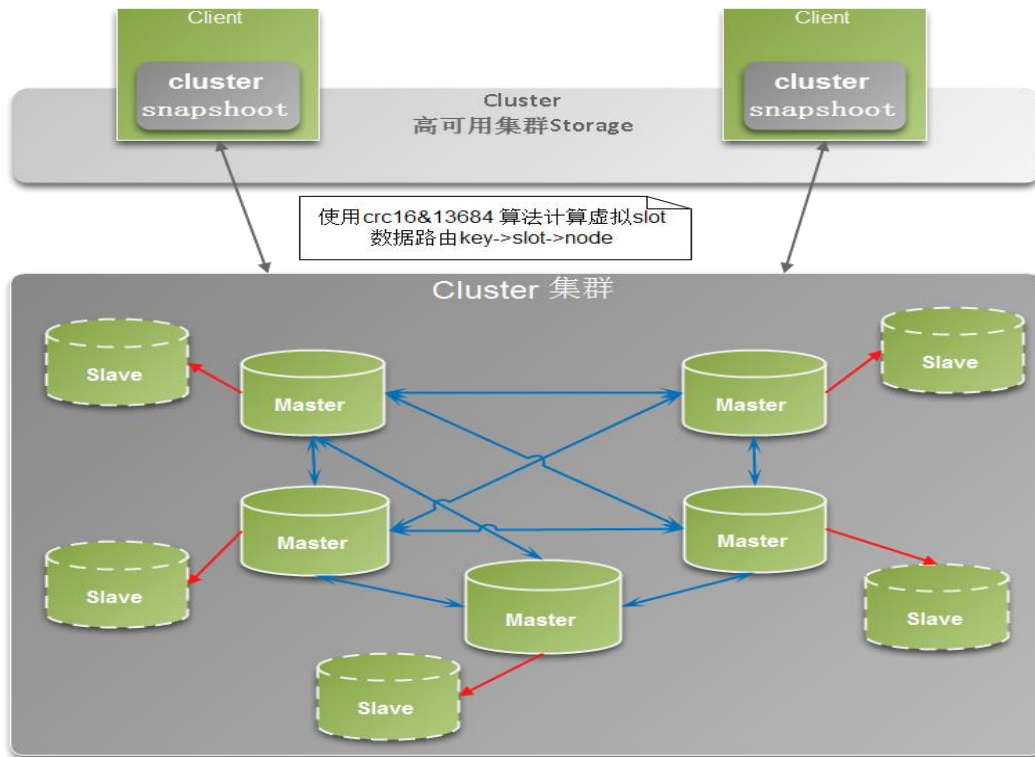 Client
Client
cluster
snapshoot
cluster
snapshoot
Cluster
高可用集群Storage
使用crc16&13684 算法计算虚拟slot
数据路由key->slot->node
Cluster 集群
Slave
Master
Master
Slave
Slave
Master
Master
Slave
Master
Slave